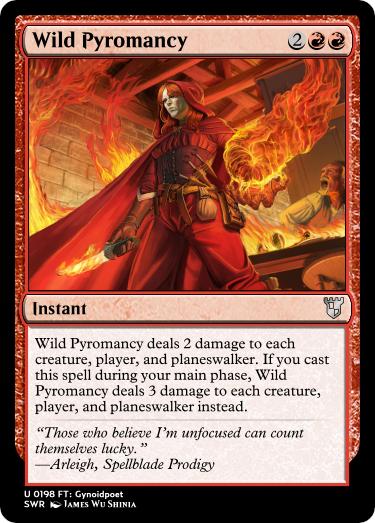 Wild Pyromancy 2
Instant
Wild Pyromancy deals 2 damage to each
creature, player, and planeswalker. If you cast
this spell during your main phase, Wild
Pyromancy deals 3 damage to each creature,
player, and planeswalker instead.
“Those who believe I’m unfocused can count
themselves lucky.”
—Arleigh, Spellblade Prodigy
U 0198 FT: Gynoidpoet
SWR James Wu Shinia